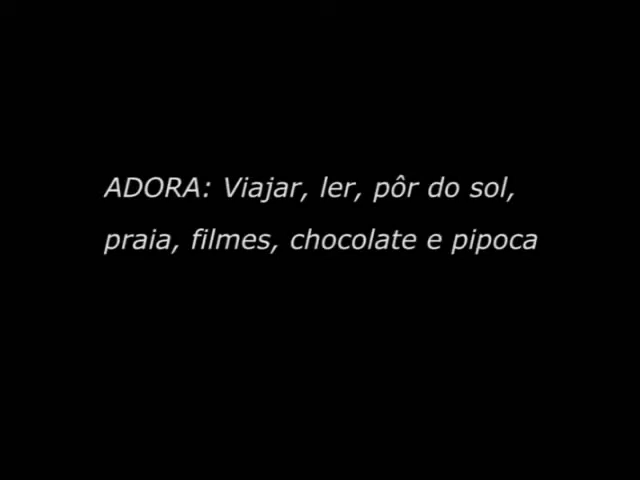 ADORA: Viajar, ler, pôr do sol,
praia, filmes, chocolate e pipoca